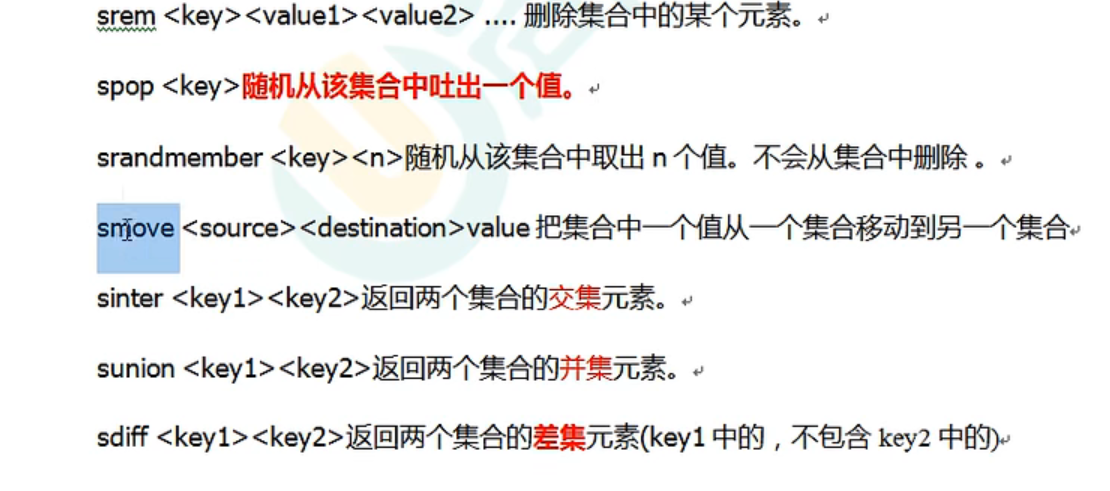 srem <key><value1><value2> .... 删除集合中的某个元素。
spop <key>随机从该集合中吐出一个值。
srandmember <key><n>随机从该集合中取出 n 个值。不会从集合中删除 。
smove <source><destination>value 把集合中一个值从一个集合移动到另一个集合
sinter <key1><key2>返回两个集合的交集元素。
sunion <key1><key2>返回两个集合的并集元素。
sdiff <key1><key2>返回两个集合的差集元素(key1 中的，不包含 key2 中的)